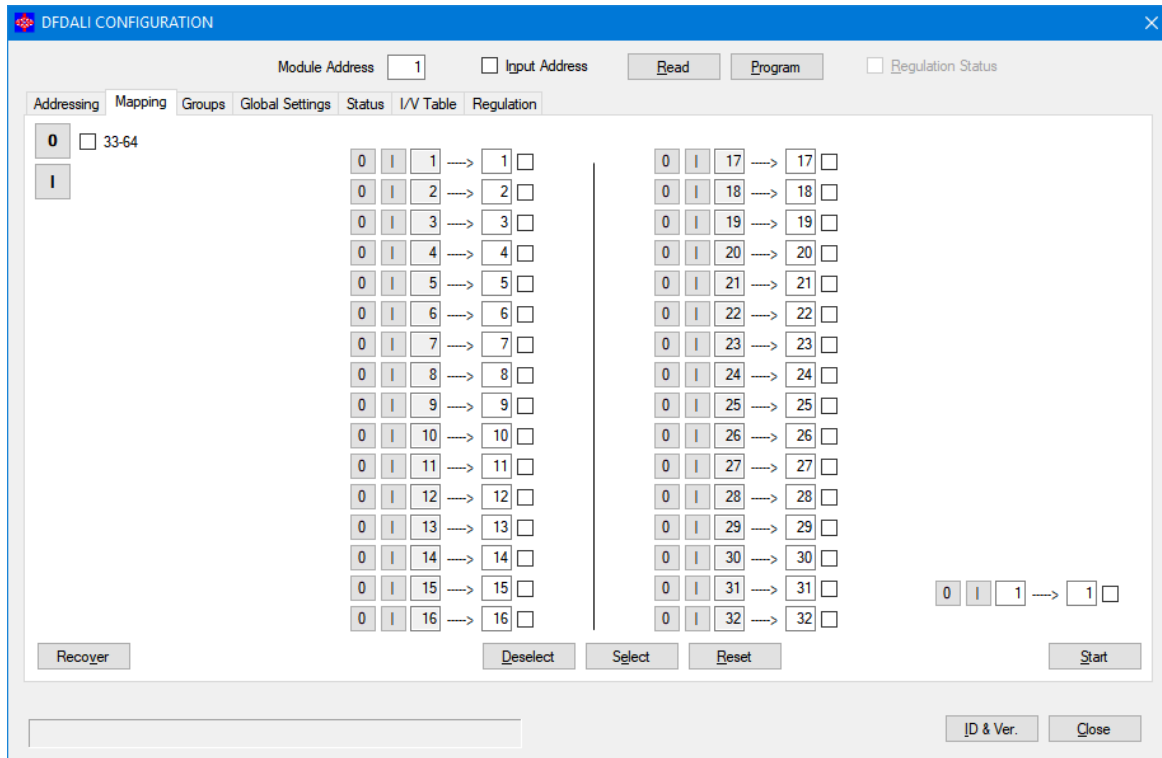 DFDALI CONFIGURATION
Module Address 1 Input Address Read Program Regulation Status
Addressing Mapping Groups Global Settings Status I/V Table Regulation
0 33-64
I
0 I 1 ----> 1 0 I 17 ----> 17
0 I 2 ----> 2 0 I 18 ----> 18
0 I 3 ----> 3 0 I 19 ----> 19
0 I 4 ----> 4 0 I 20 ----> 20
0 I 5 ----> 5 0 I 21 ----> 21
0 I 6 ----> 6 0 I 22 ----> 22
0 I 7 ----> 7 0 I 23 ----> 23
0 I 8 ----> 8 0 I 24 ----> 24
0 I 9 ----> 9 0 I 25 ----> 25
0 I 10 ----> 10 0 I 26 ----> 26
0 I 11 ----> 11 0 I 27 ----> 27
0 I 12 ----> 12 0 I 28 ----> 28
0 I 13 ----> 13 0 I 29 ----> 29
0 I 14 ----> 14 0 I 30 ----> 30
0 I 15 ----> 15 0 I 31 ----> 31 0 I 1 ----> 1
0 I 16 ----> 16 0 I 32 ----> 32
Recover Deselect Select Reset Start
ID & Ver. Close